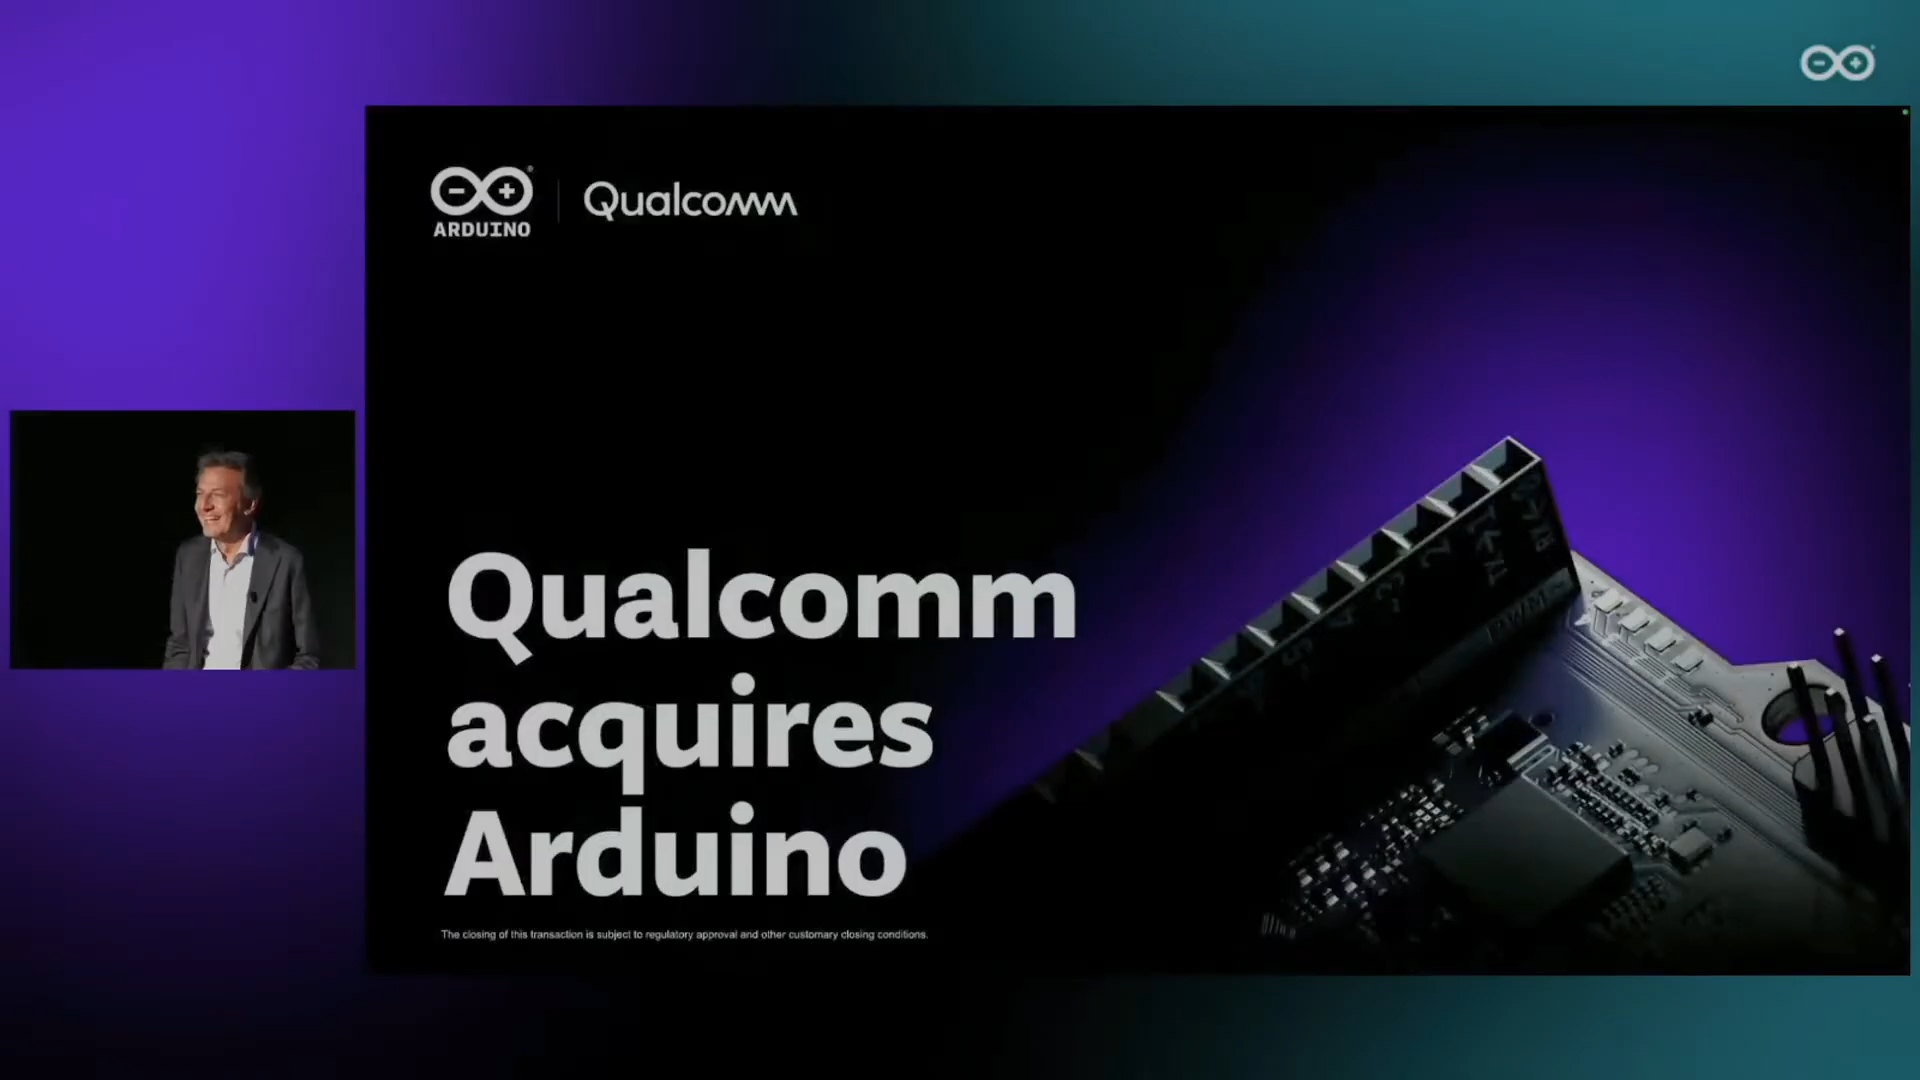 ARDUINO
Qualcomm
Qualcomm
acquires
Arduino
The closing of this transaction is subject to regulatory approval and other customary closing conditions.